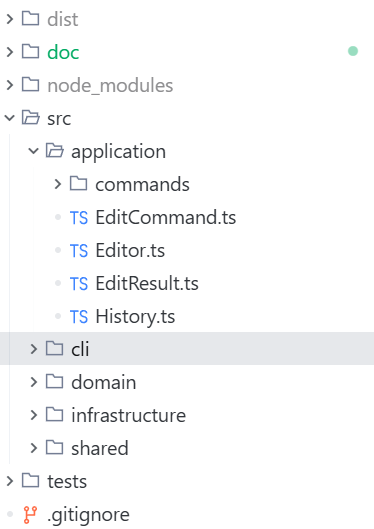 dist
doc
node_modules
src
application
commands
TS EditCommand.ts
TS Editor.ts
TS EditResult.ts
TS History.ts
cli
domain
infrastructure
shared
tests
.gitignore